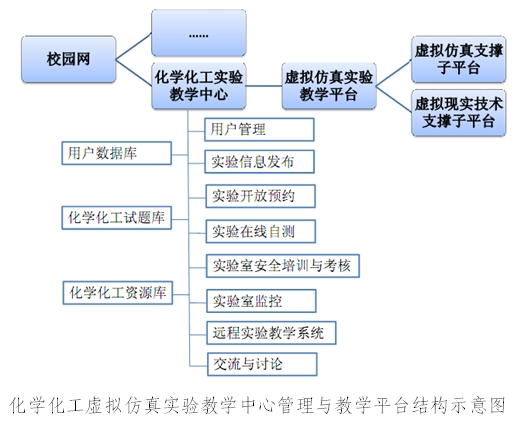 ......
校园网
化学化工实验
教学中心
虚拟仿真实验
教学平台
虚拟仿真支撑
子平台
虚拟现实技术
支撑子平台
用户管理
用户数据库
实验信息发布
实验开放预约
化学化工试题库
实验在线自测
实验室安全培训与考核
化学化工资源库
实验室监控
远程实验教学系统
交流与讨论
化学化工虚拟仿真实验教学中心管理与教学平台结构示意图